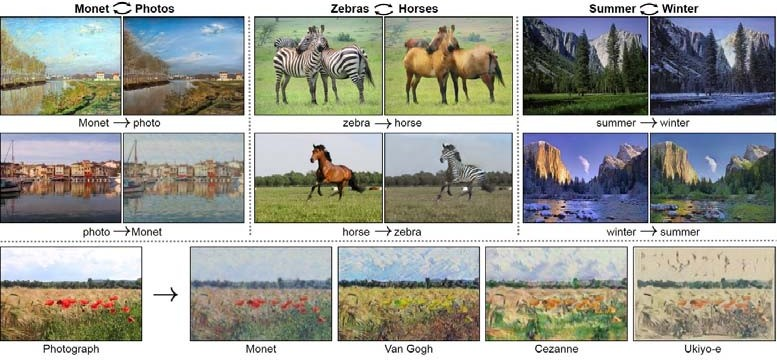 Monet ⟳ Photos
Zebras ⟳ Horses
Summer ⟳ Winter
Monet → photo
zebra → horse
summer → winter
photo → Monet
horse → zebra
winter → summer
Photograph
Monet
Van Gogh
Cezanne
Ukiyo-e